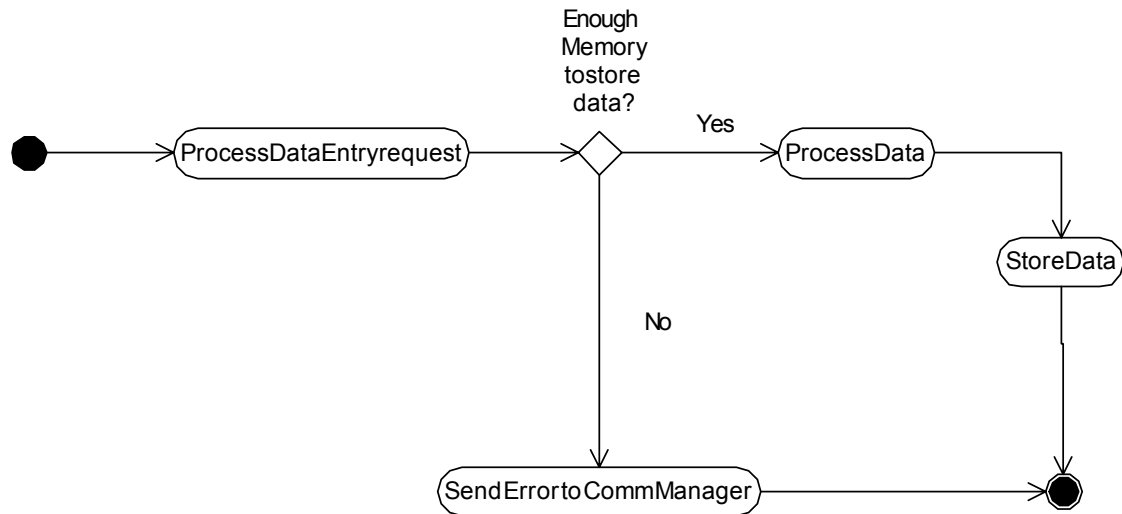 Enough
Memory
tostore
data?
Yes
ProcessDataEntryrequest
ProcessData
StoreData
No
SendErrortoCommManager